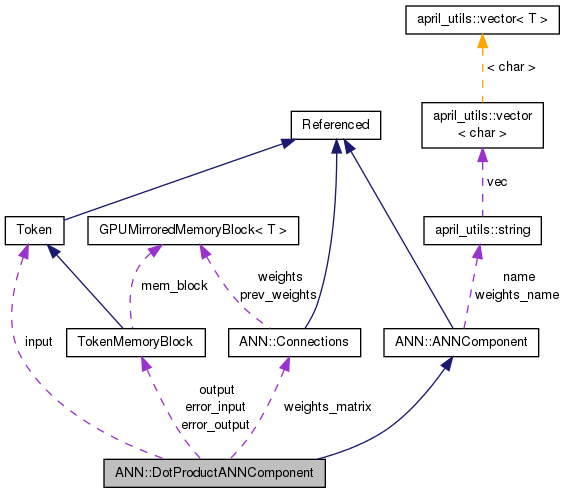 april_utils::vector< T >
< char >
april_utils::vector
< char >
Referenced
vec
Token
GPUMirroredMemoryBlock< T >
april_utils::string
mem_block
weights
prev_weights
name
weights_name
input
TokenMemoryBlock
ANN::Connections
ANN::ANNComponent
output
error_input
error_output
weights_matrix
ANN::DotProductANNComponent